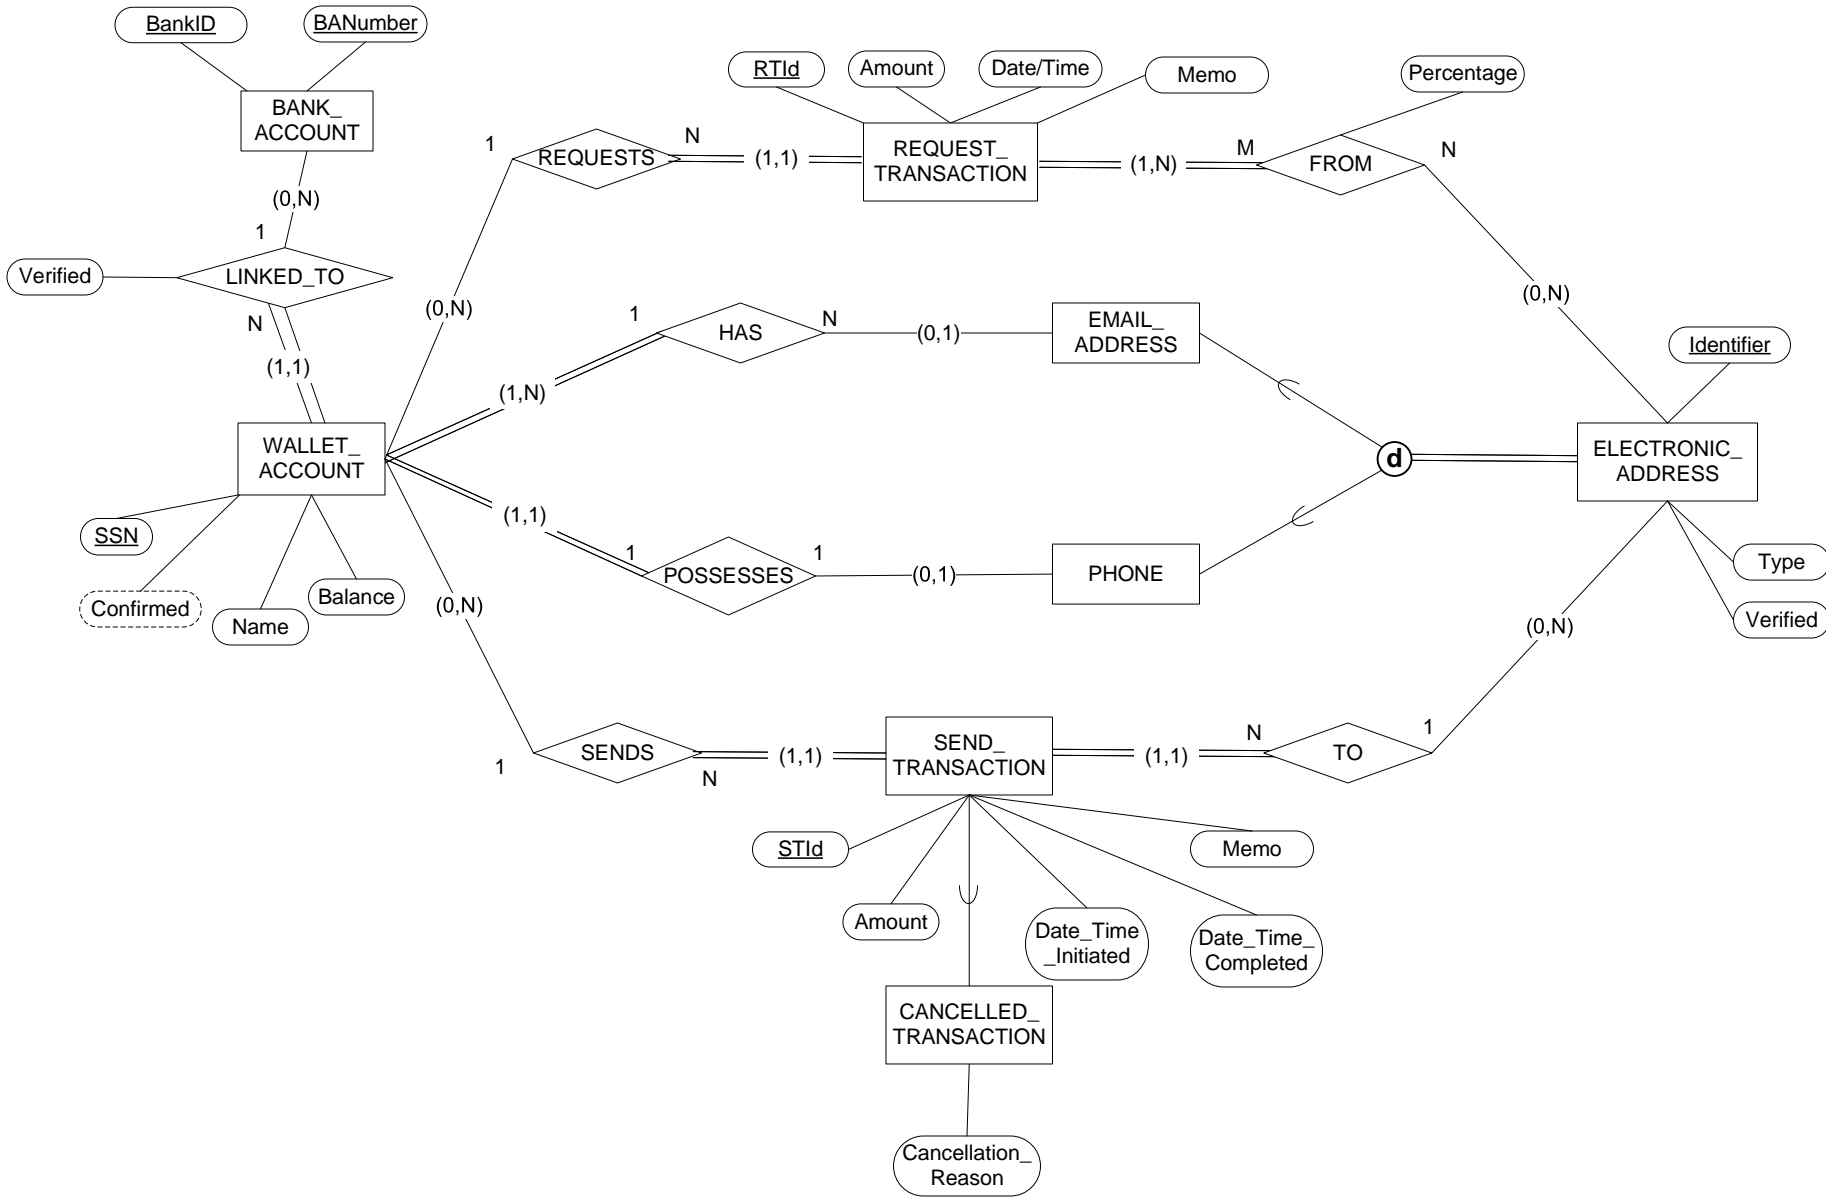 BankID
BANumber
BANK_
ACCOUNT
(0,N)
1
Verified
LINKED_TO
N
(1,1)
WALLET_
ACCOUNT
SSN
Confirmed
Name
Balance
RTId
Amount
Date/Time
Memo
Percentage
1
REQUESTS
N
(1,1)
REQUEST_
TRANSACTION
(1,N)
M
FROM
N
(0,N)
(0,N)
1
HAS
N
(0,1)
EMAIL_
ADDRESS
(1,N)
Identifier
d
ELECTRONIC_
ADDRESS
(1,1)
1
POSSESSES
1
(0,1)
PHONE
Type
Verified
(0,N)
(0,N)
1
SENDS
N
(1,1)
SEND_
TRANSACTION
(1,1)
N
TO
1
STId
Memo
Amount
Date_Time
_Initiated
Date_Time_
Completed
CANCELLED_
TRANSACTION
Cancellation_
Reason